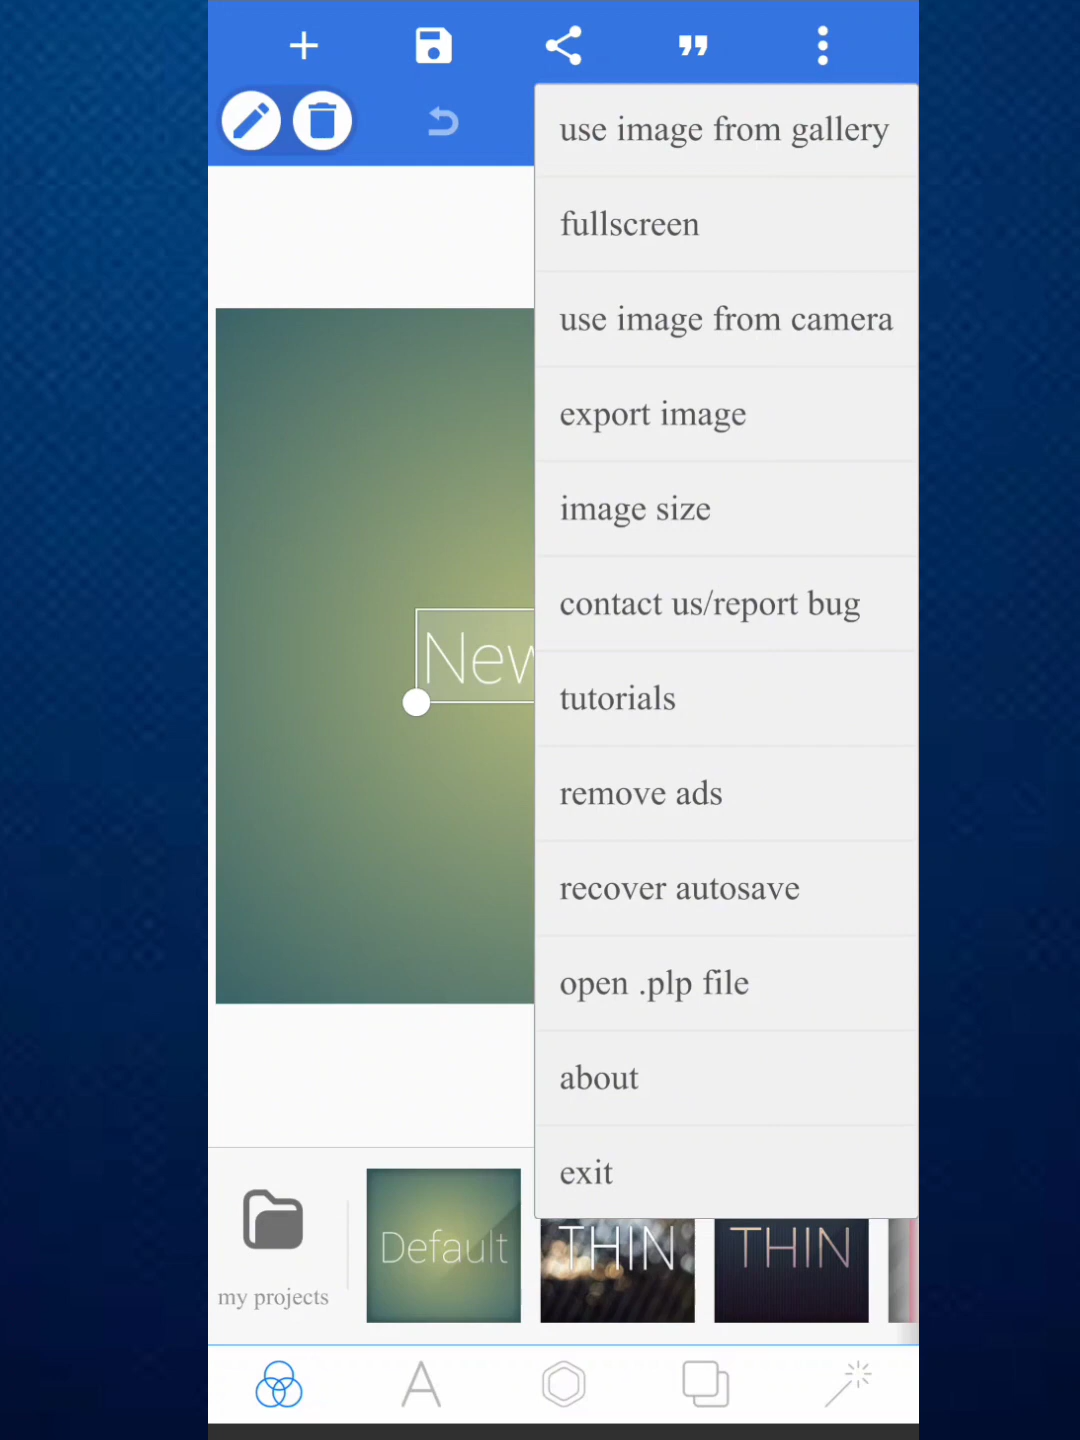 use image from gallery
fullscreen
use image from camera
export image
image size
contact us/report bug
New
tutorials
remove ads
recover autosave
open .plp file
about
exit
my projects
Default
THIN
THIN